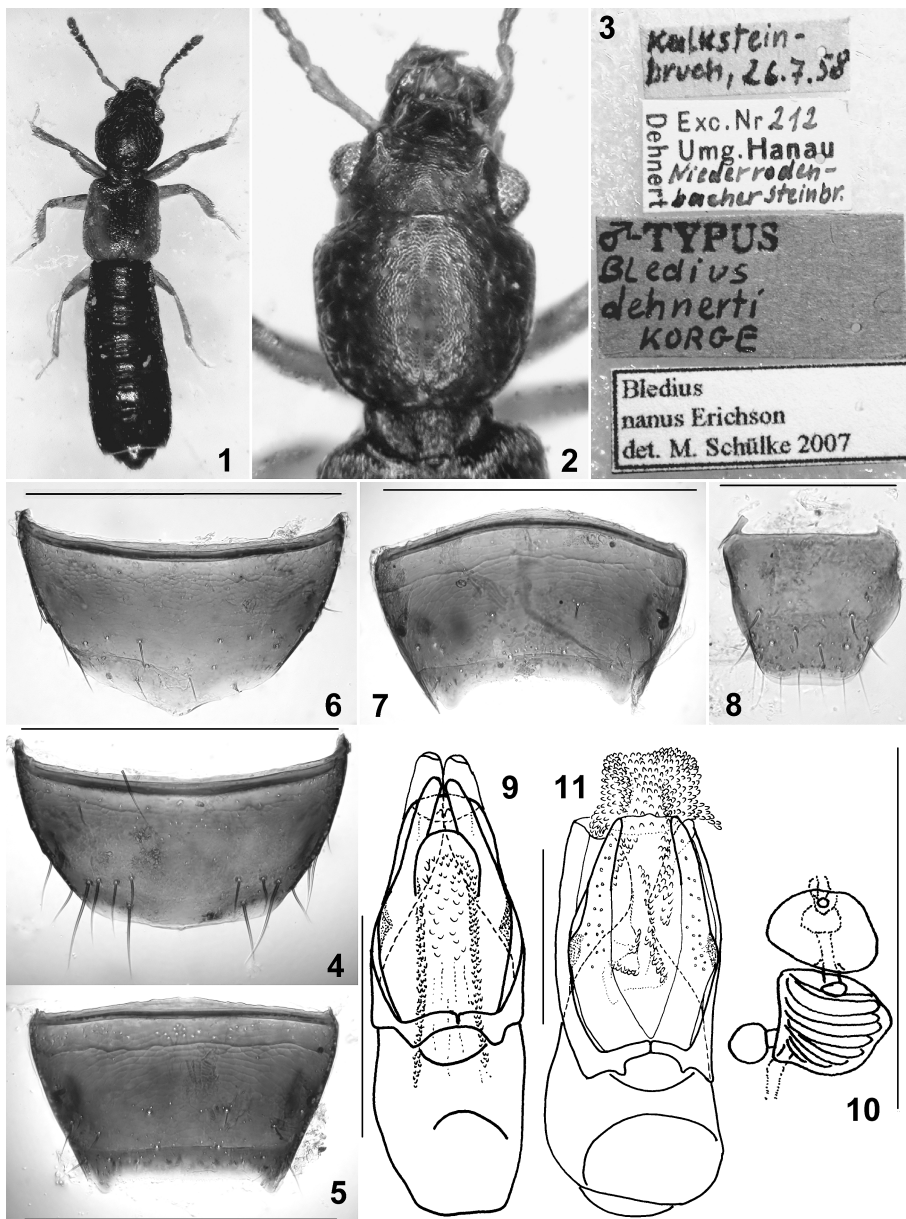 1
2
3
Kalkstein-
bruch, 26.7.58
Dehnert
Exc. Nr 212
Umg. Hanau
Niederroden-
bacher Steinbr.
♂-TYPUS
Bledius
dehnerti
KORGE
Bledius
nanus Erichson
det. M. Schülke 2007
6
7
8
4
9
11
5
10